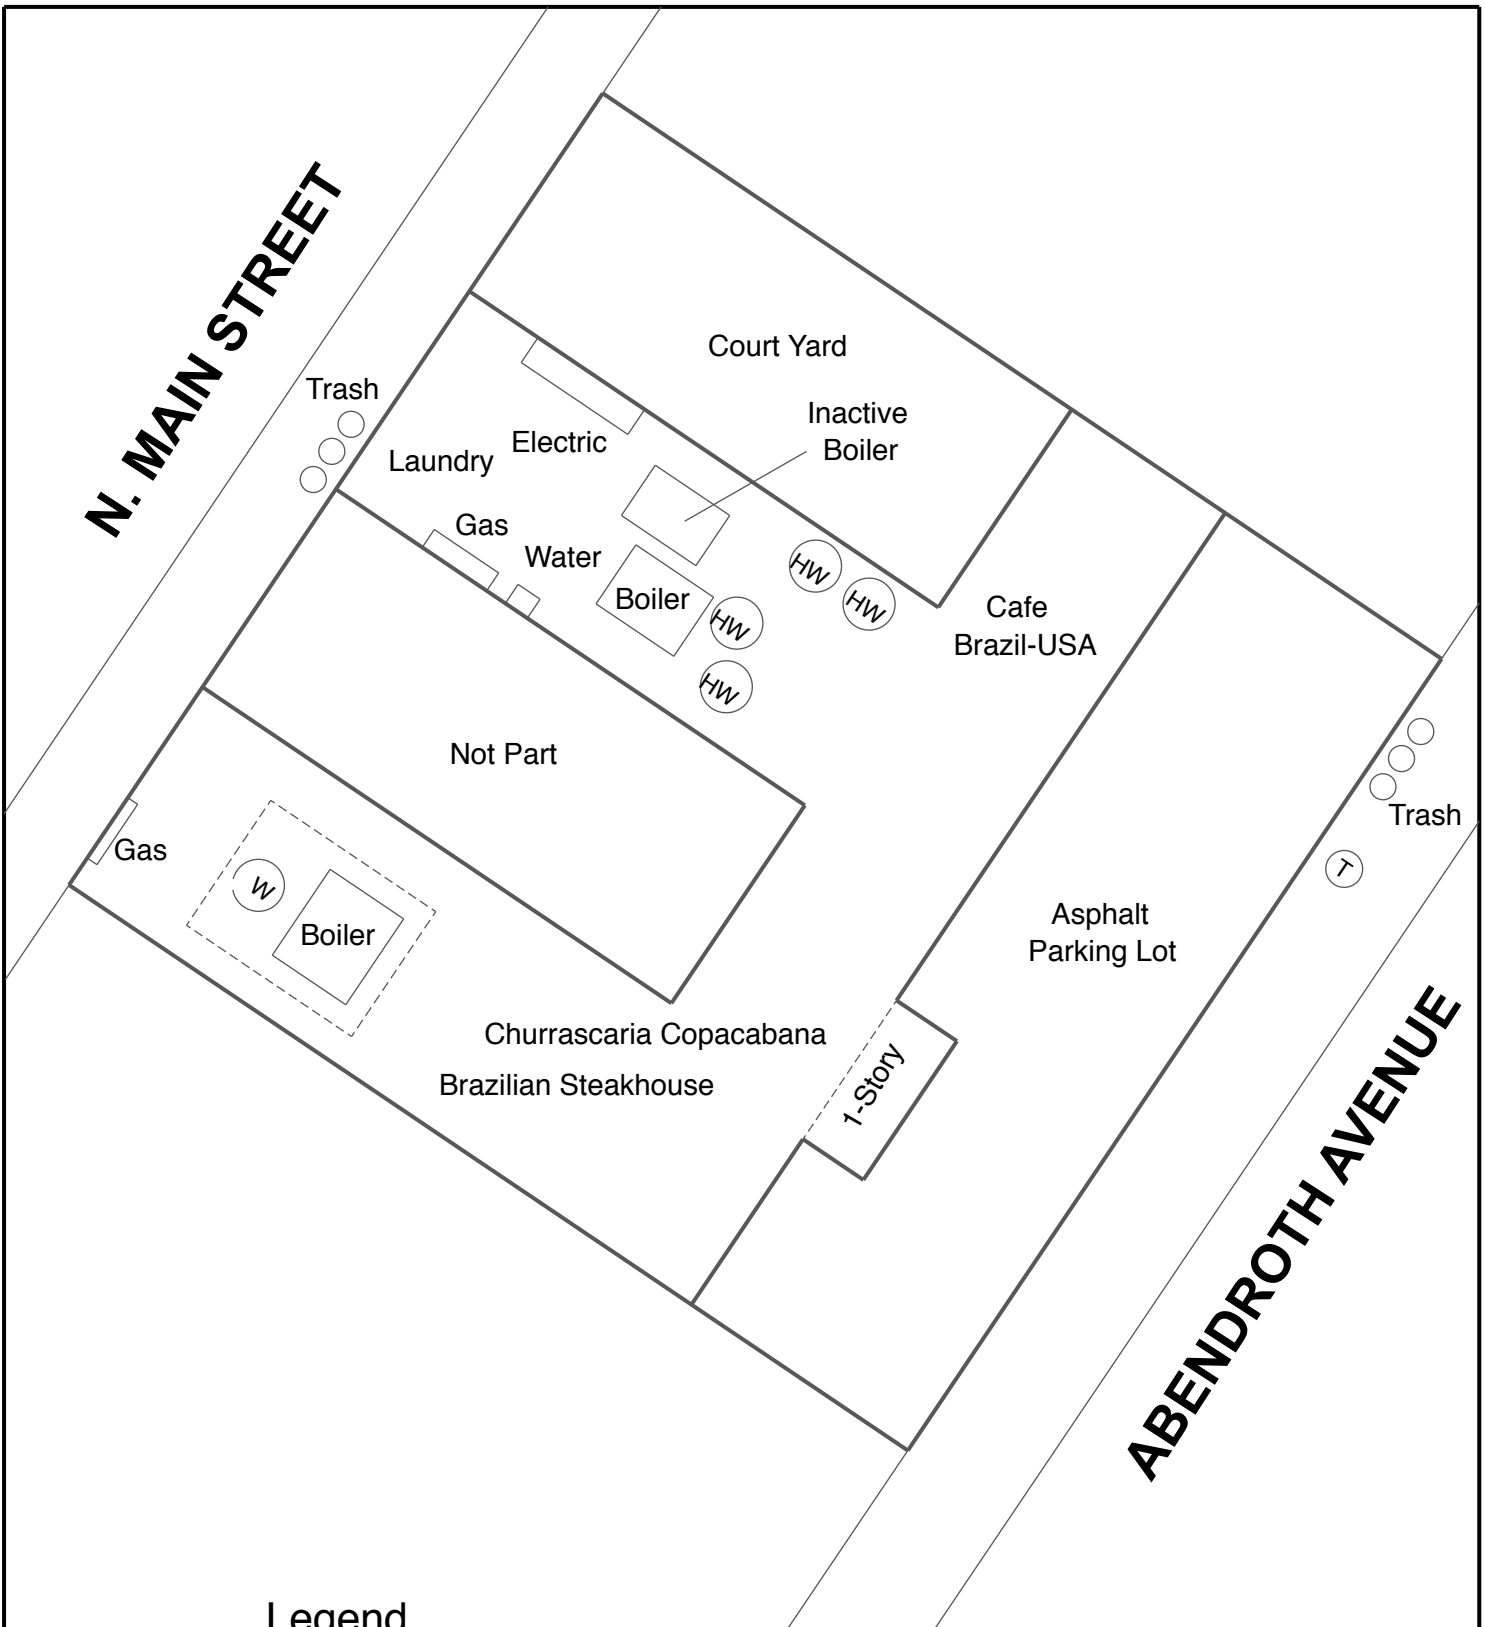 N. MAIN STREET
Court Yard
Trash
Inactive
Boiler
Electric
Laundry
Gas
Water
HW
HW
Boiler
HW
HW
Cafe
Brazil-USA
Not Part
Trash
T
Gas
W
Boiler
Asphalt
Parking Lot
Churrascaria Copacabana
Brazilian Steakhouse
1-Story
ABENDROTH AVENUE
Legend